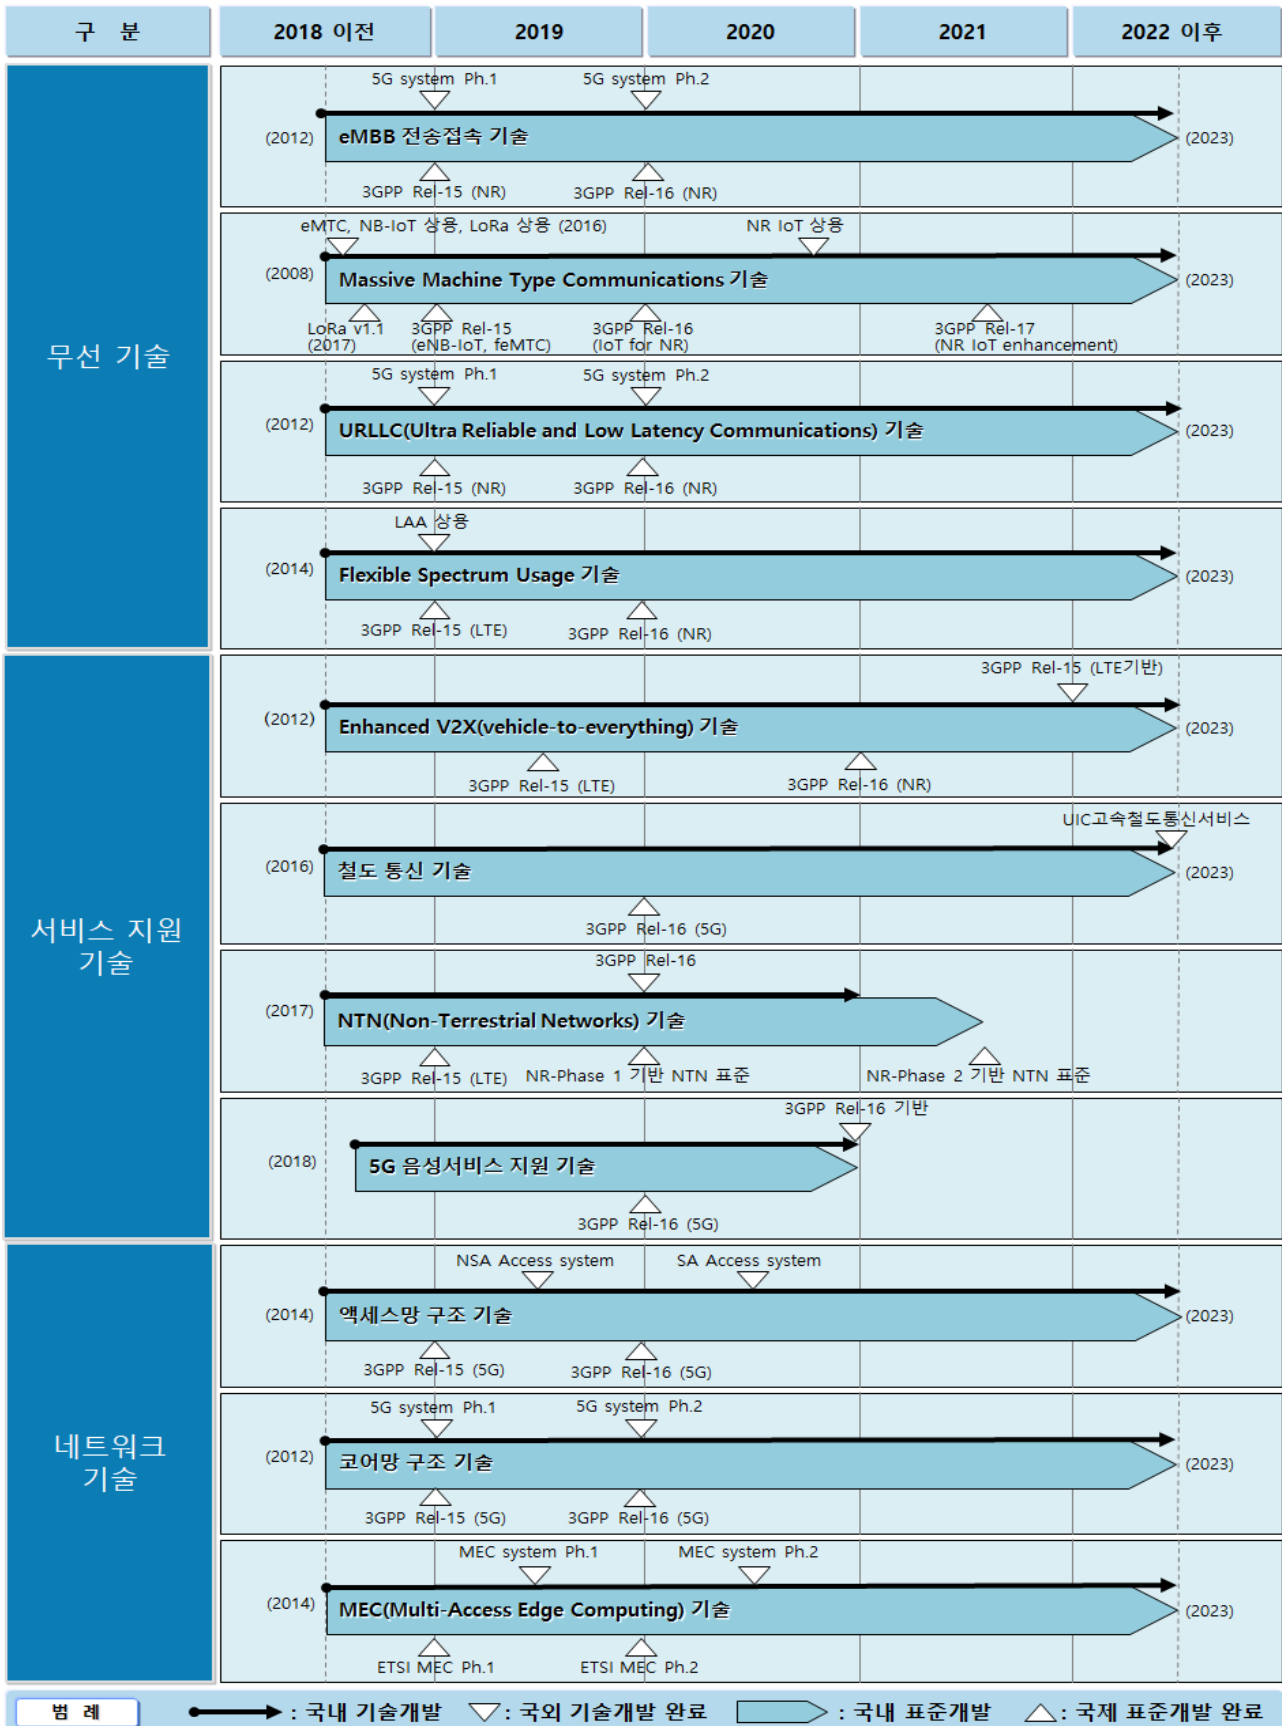 구 분
2018 이전
2019
2020
2021
2022 이후
무선 기술
5G system Ph.1
5G system Ph.2
(2012)
eMBB 전송접속 기술
(2023)
3GPP Rel-15 (NR)
3GPP Rel-16 (NR)
eMTC, NB-IoT 상용, LoRa 상용 (2016)
NR IoT 상용
(2008)
Massive Machine Type Communications 기술
(2023)
LoRa v1.1
(2017)
3GPP Rel-15
(eNB-IoT, feMTC)
3GPP Rel-16
(IoT for NR)
3GPP Rel-17
(NR IoT enhancement)
5G system Ph.1
5G system Ph.2
(2012)
URLLC(Ultra Reliable and Low Latency Communications) 기술
(2023)
3GPP Rel-15 (NR)
3GPP Rel-16 (NR)
LAA 상용
(2014)
Flexible Spectrum Usage 기술
(2023)
3GPP Rel-15 (LTE)
3GPP Rel-16 (NR)
서비스 지원
기술
3GPP Rel-15 (LTE기반)
(2012)
Enhanced V2X(vehicle-to-everything) 기술
(2023)
3GPP Rel-15 (LTE)
3GPP Rel-16 (NR)
UIC고속철도통신서비스
(2016)
철도 통신 기술
(2023)
3GPP Rel-16 (5G)
3GPP Rel-16
(2017)
NTN(Non-Terrestrial Networks) 기술
3GPP Rel-15 (LTE)
NR-Phase 1 기반 NTN 표준
NR-Phase 2 기반 NTN 표준
3GPP Rel-16 기반
(2018)
5G 음성서비스 지원 기술
3GPP Rel-16 (5G)
네트워크
기술
NSA Access system
SA Access system
(2014)
액세스망 구조 기술
(2023)
3GPP Rel-15 (5G)
3GPP Rel-16 (5G)
5G system Ph.1
5G system Ph.2
(2012)
코어망 구조 기술
(2023)
3GPP Rel-15 (5G)
3GPP Rel-16 (5G)
MEC system Ph.1
MEC system Ph.2
(2014)
MEC(Multi-Access Edge Computing) 기술
(2023)
ETSI MEC Ph.1
ETSI MEC Ph.2
범 례
: 국내 기술개발
: 국외 기술개발 완료
: 국내 표준개발
: 국제 표준개발 완료